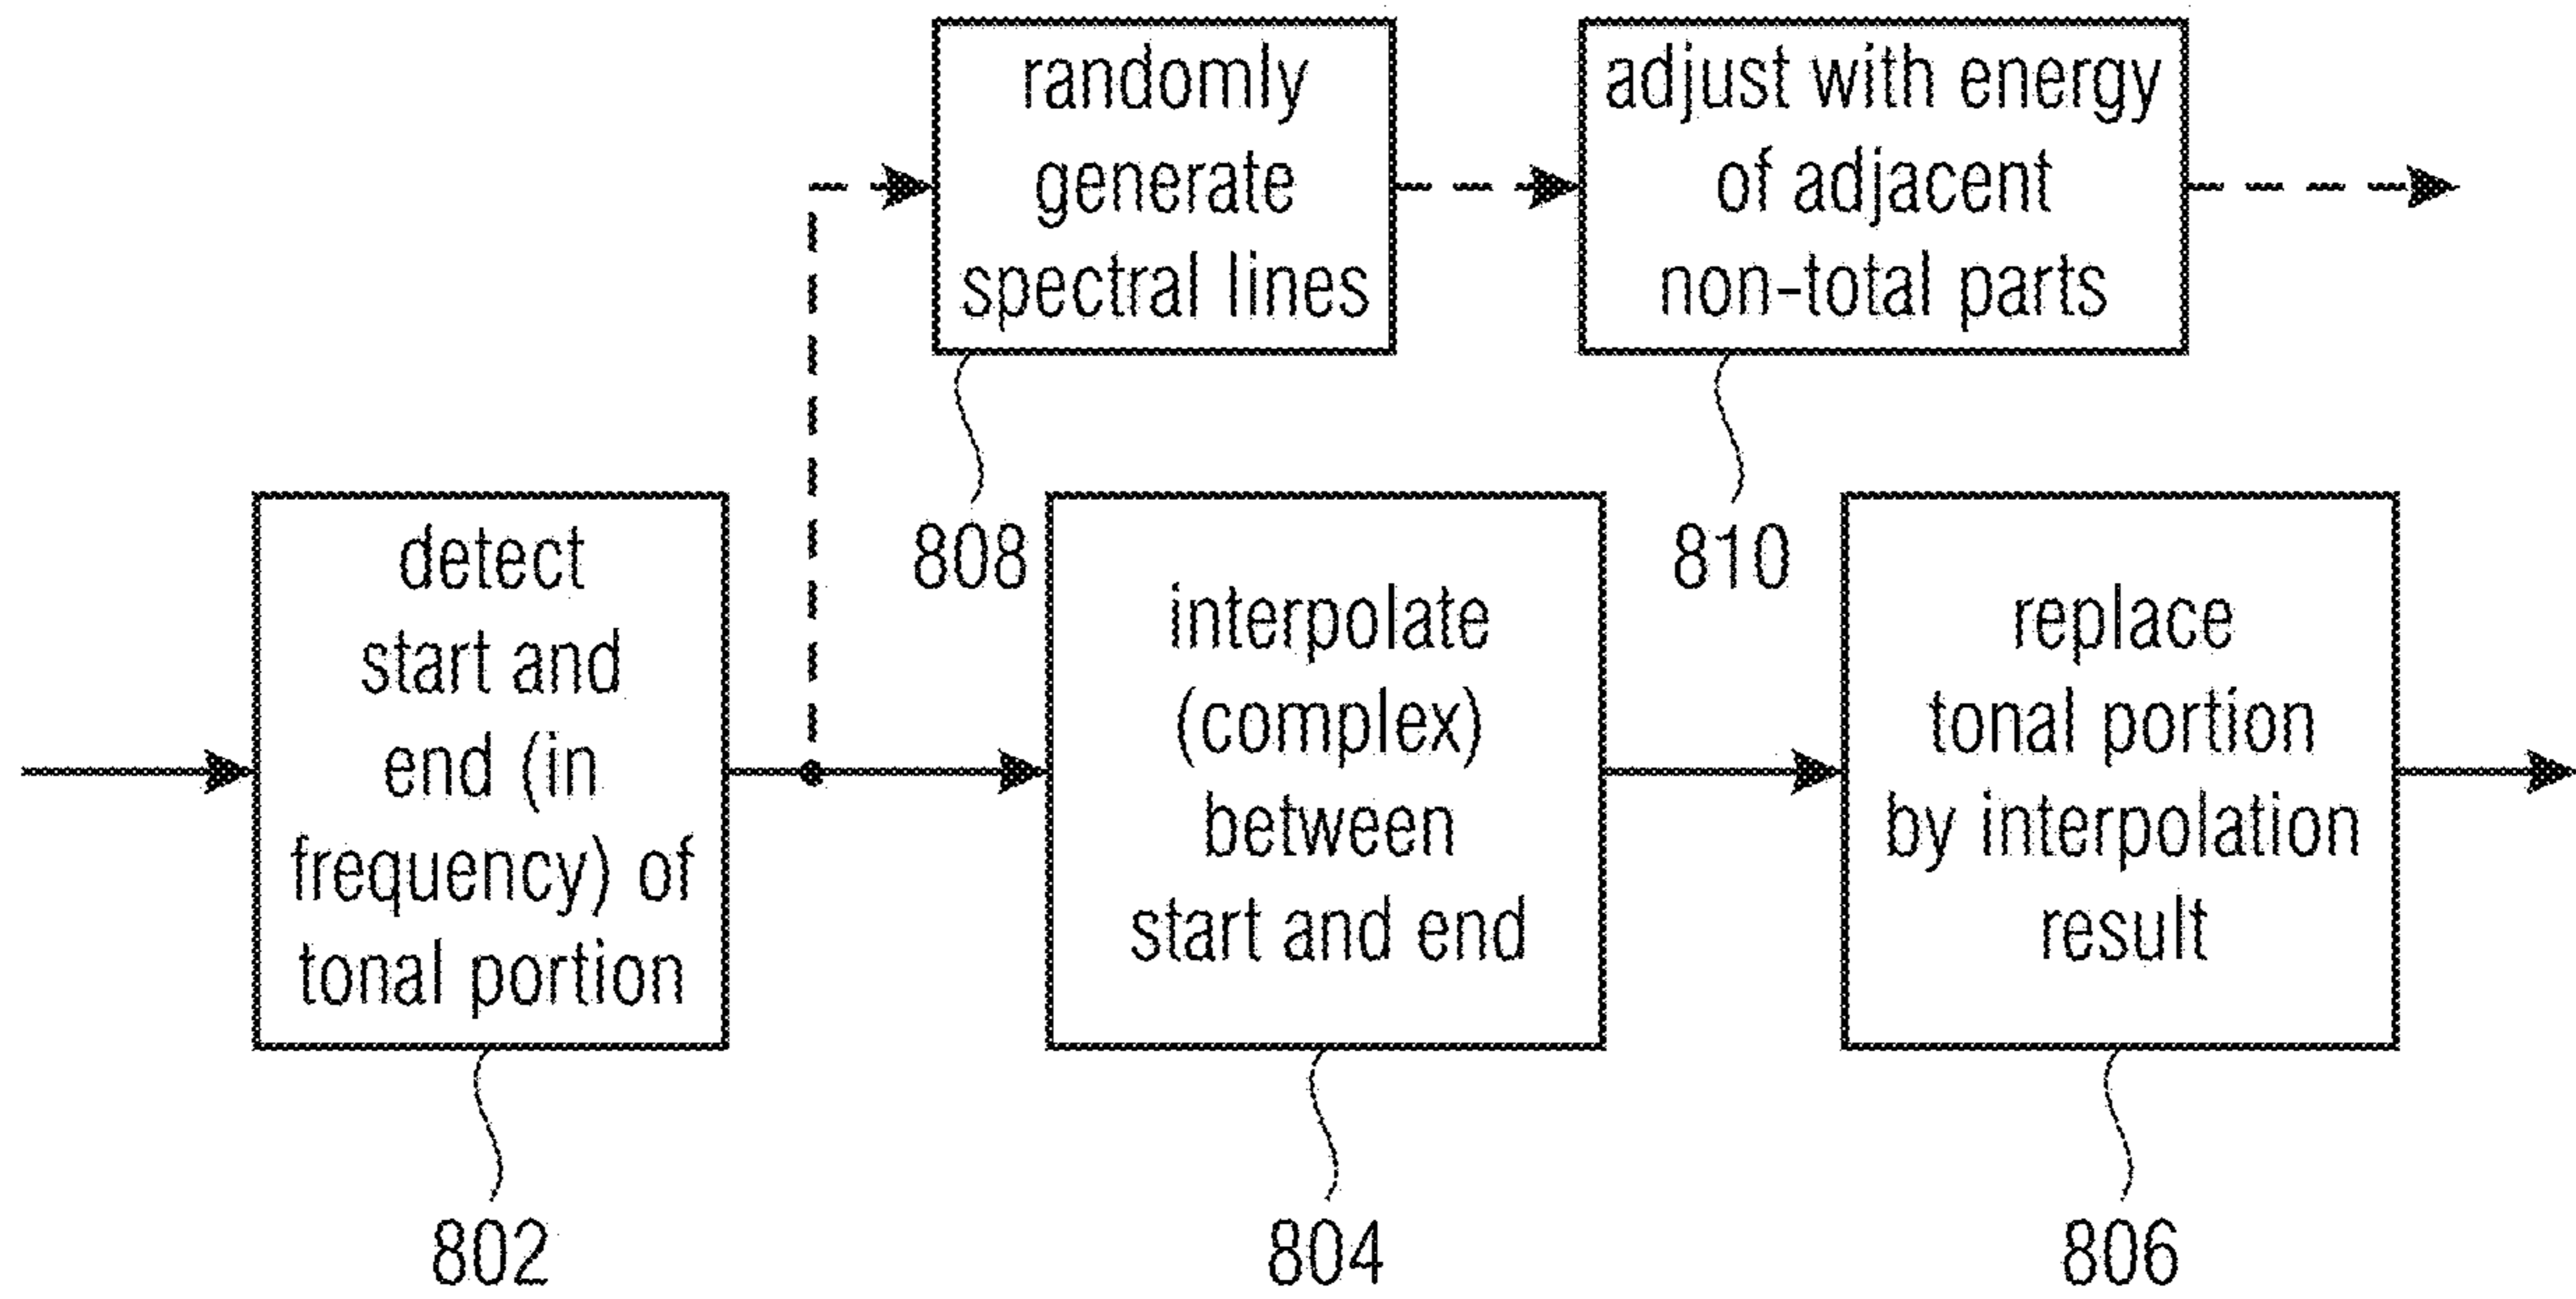 randomly
generate
spectral lines
808
adjust with energy
of adjacent
non-total parts
810
detect
start and
end (in
frequency) of
tonal portion
802
interpolate
(complex)
between
start and end
804
replace
tonal portion
by interpolation
result
806